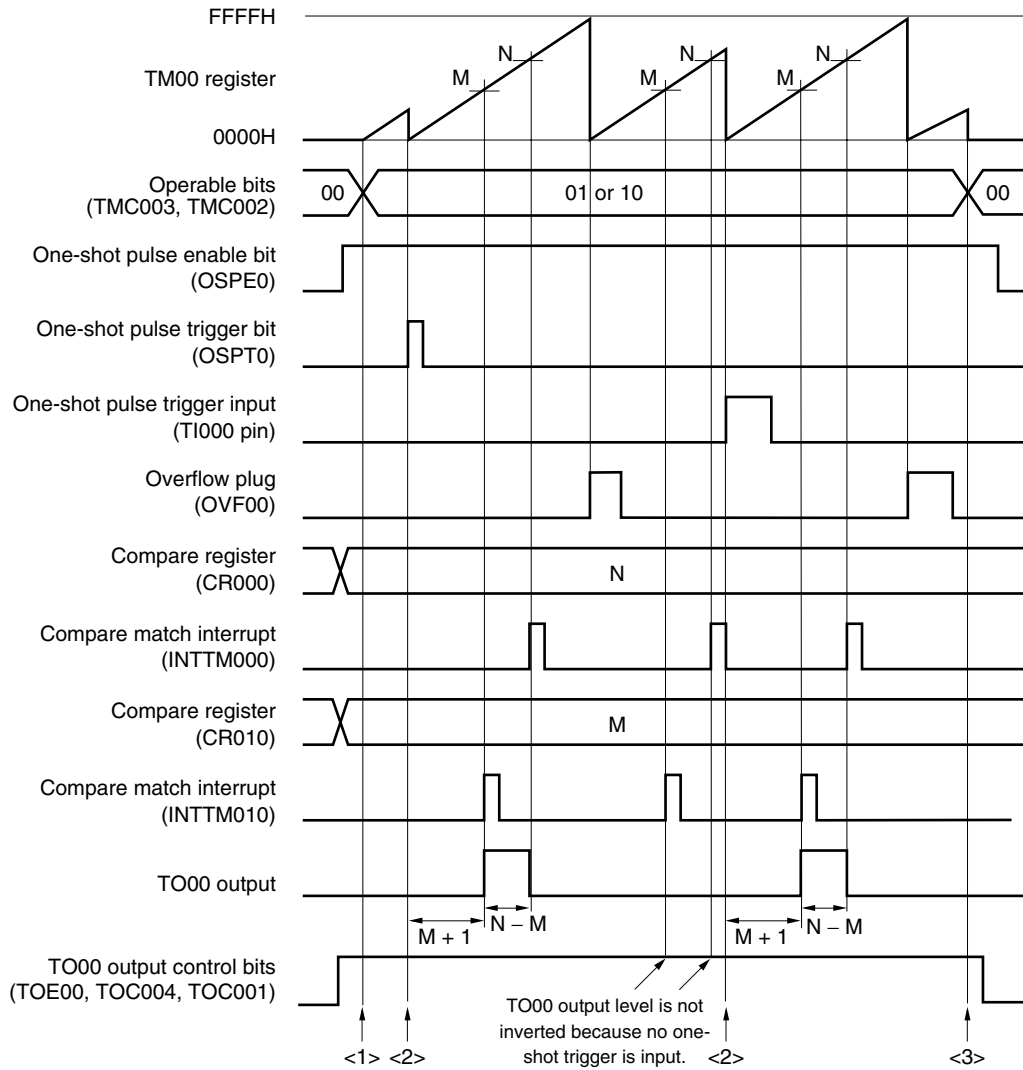 FFFFH
TM00 register
M
N
M
N
M
N
0000H
Operable bits
(TMC003, TMC002)
00
01 or 10
00
One-shot pulse enable bit
(OSPE0)
One-shot pulse trigger bit
(OSPT0)
One-shot pulse trigger input
(TI000 pin)
Overflow plug
(OVF00)
Compare register
(CR000)
N
Compare match interrupt
(INTTM000)
Compare register
(CR010)
M
Compare match interrupt
(INTTM010)
TO00 output
M + 1
N – M
M + 1
N – M
TO00 output control bits
(TOE00, TOC004, TOC001)
TO00 output level is not
inverted because no one-
shot trigger is input.
<1>
<2>
<2>
<3>